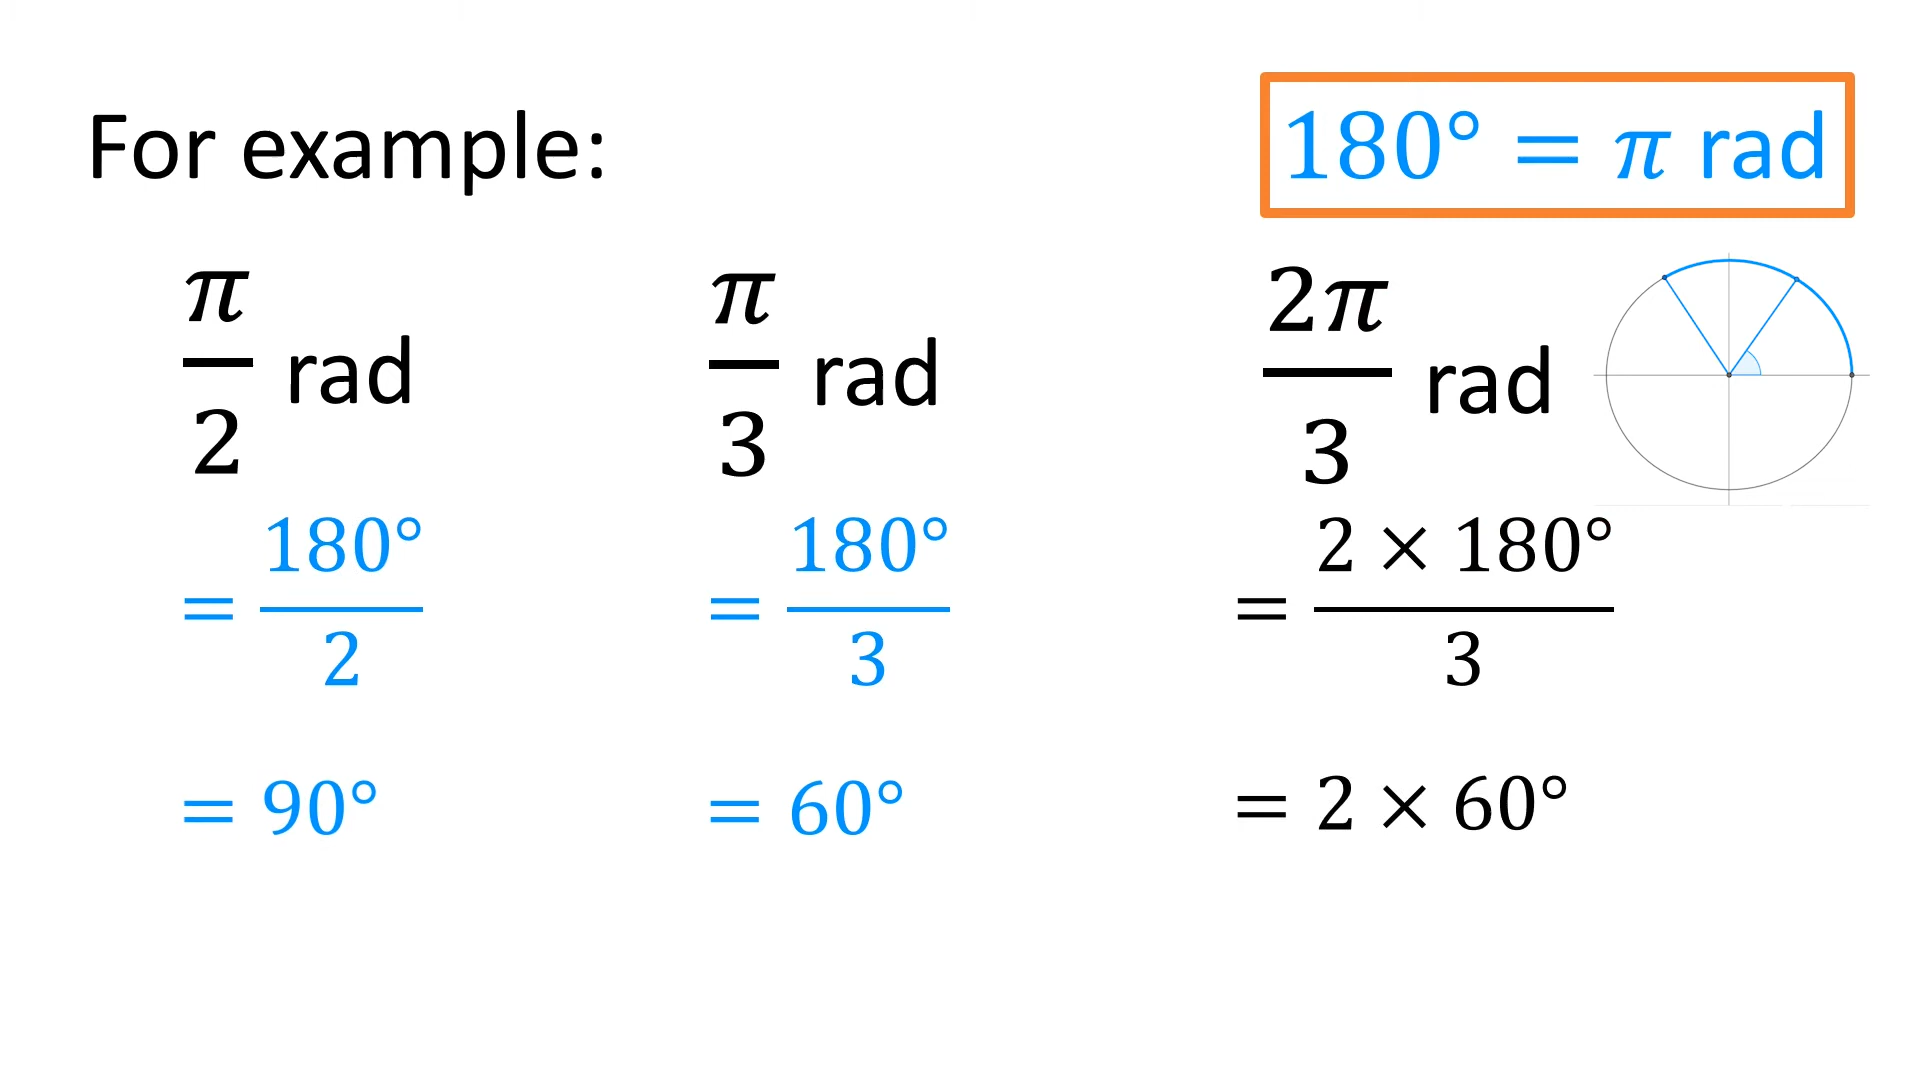 For example:
180° = π rad
π/2 rad
= 180°/2
= 90°
π/3 rad
= 180°/3
= 60°
2π/3 rad
= 2 × 180°/3
= 2 × 60°